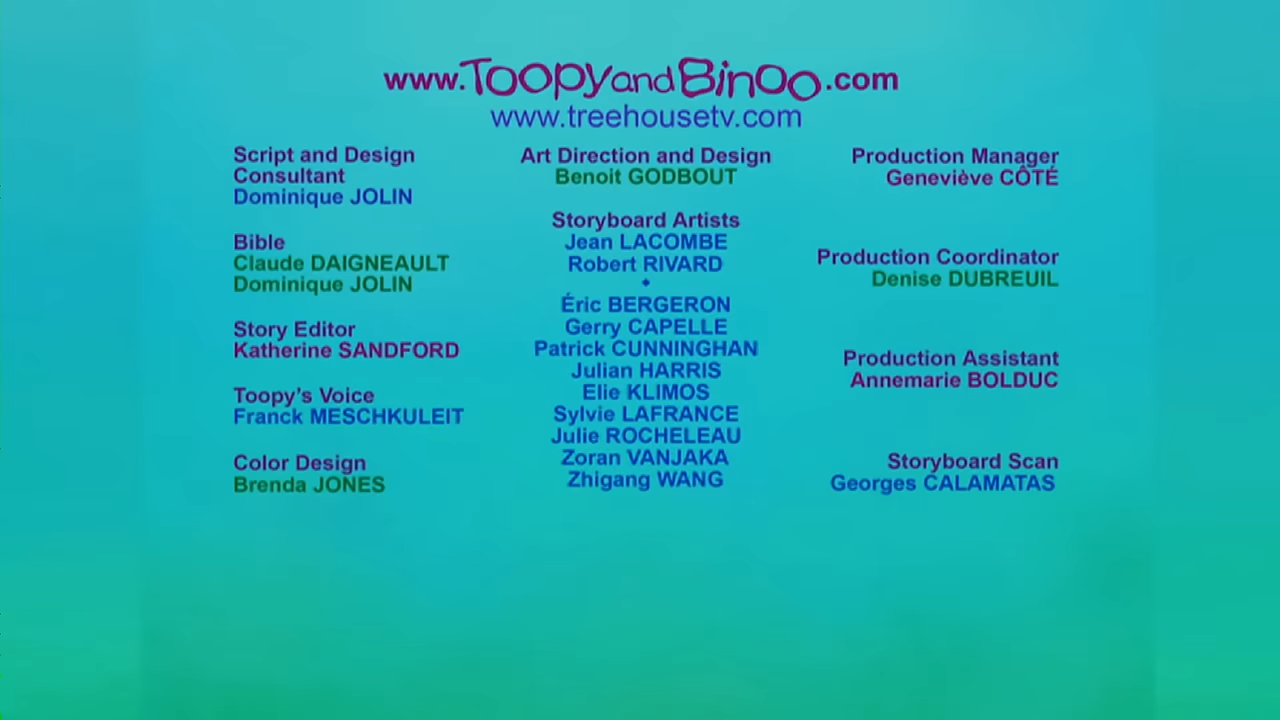 www.ToopyandBinoo.com
www.treehousetv.com
Script and Design
Consultant
Dominique JOLIN
Bible
Claude DAIGNEAULT
Dominique JOLIN
Story Editor
Katherine SANDFORD
Toopy's Voice
Franck MESCHKULEIT
Color Design
Brenda JONES
Art Direction and Design
Benoit GODBOUT
Storyboard Artists
Jean LACOMBE
Robert RIVARD
Éric BERGERON
Gerry CAPELLE
Patrick CUNNINGHAN
Julian HARRIS
Elie KLIMOS
Sylvie LAFRANCE
Julie ROCHELEAU
Zoran VANJAKA
Zhigang WANG
Production Manager
Geneviève CÔTÉ
Production Coordinator
Denise DUBREUIL
Production Assistant
Annemarie BOLDUC
Storyboard Scan
Georges CALAMATAS